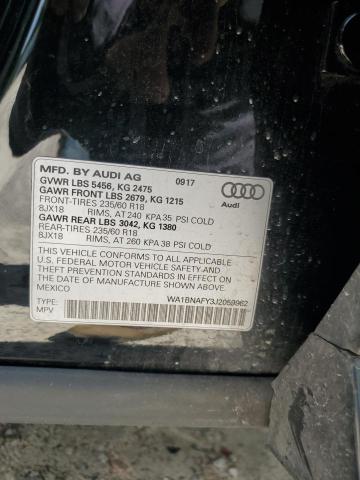 MFD. BY AUDI AG 0917
GVWR LBS 5456, KG 2475
GAWR FRONT LBS 2679, KG 1215
FRONT-TIRES 235/60 R18
8JX18 RIMS, AT 240 KPA 35 PSI COLD
GAWR REAR LBS 3042, KG 1380
REAR-TIRES 235/60 R18
8JX18 RIMS, AT 260 KPA 38 PSI COLD
Audi
THIS VEHICLE CONFORMS TO ALL APPLICABLE
U.S. FEDERAL MOTOR VEHICLE SAFETY AND
THEFT PREVENTION STANDARDS IN EFFECT ON
THE DATE OF MANUFACTURE SHOWN ABOVE.
MEXICO
WA1BNAFY3J2059962
TYPE:
MPV